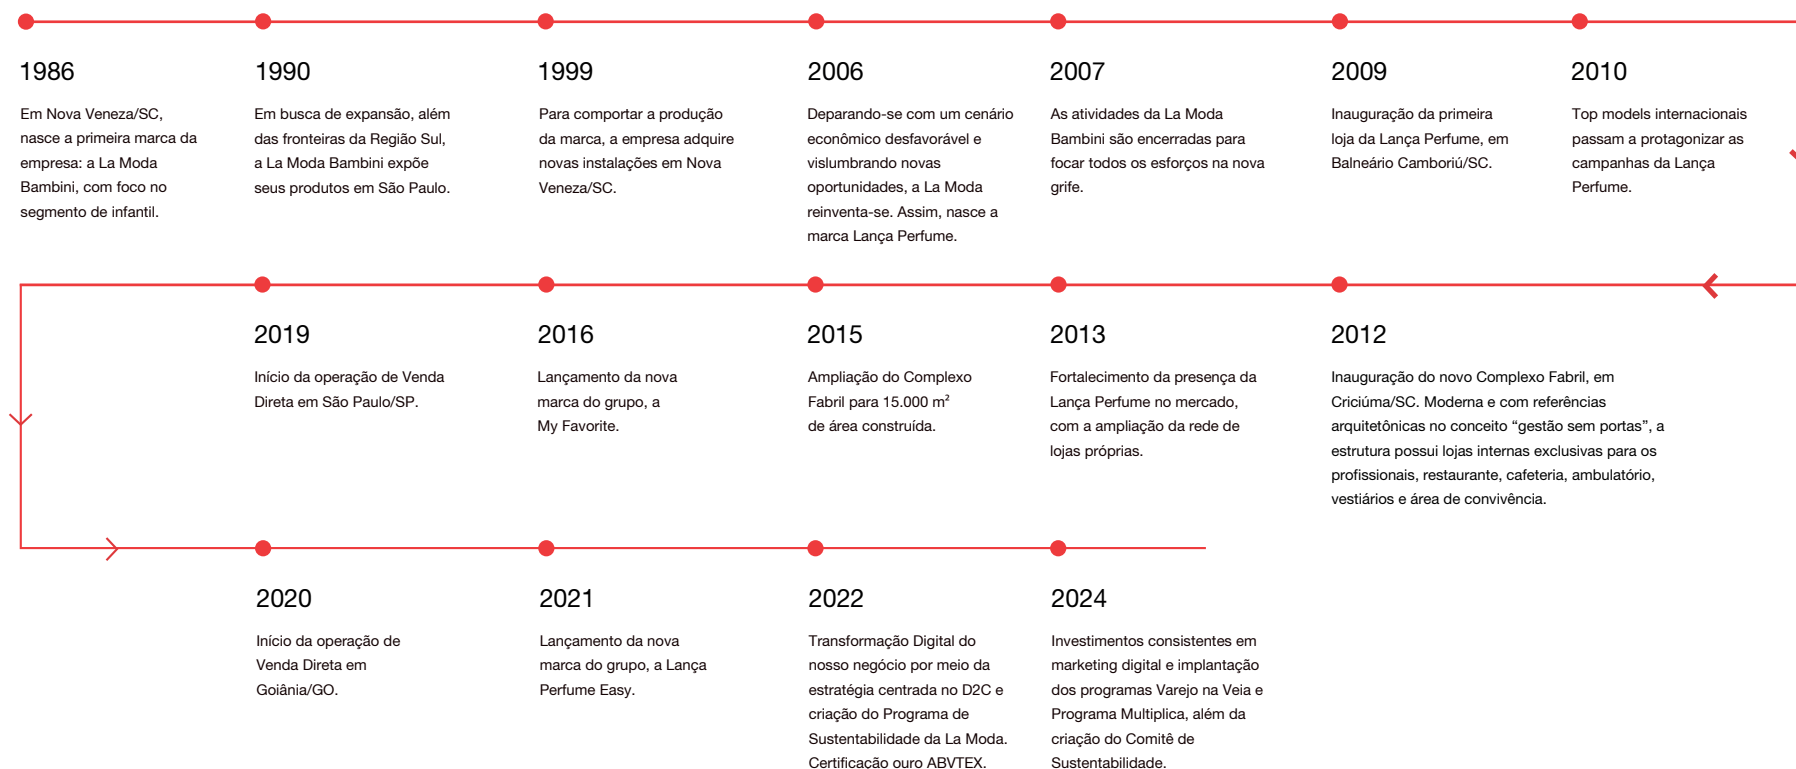 1986
Em Nova Veneza/SC,
nasce a primeira marca da
empresa: a La Moda
Bambini, com foco no
segmento de infantil.
1990
Em busca de expansão, além
das fronteiras da Região Sul,
a La Moda Bambini expõe
seus produtos em São Paulo.
1999
Para comportar a produção
da marca, a empresa adquire
novas instalações em Nova
Veneza/SC.
2006
Deparando-se com um cenário
econômico desfavorável e
vislumbrando novas
oportunidades, a La Moda
reinventa-se. Assim, nasce a
marca Lança Perfume.
2007
As atividades da La Moda
Bambini são encerradas para
focar todos os esforços na nova
grife.
2009
Inauguração da primeira
loja da Lança Perfume, em
Balneário Camboriú/SC.
2010
Top models internacionais
passam a protagonizar as
campanhas da Lança
Perfume.
2012
Inauguração do novo Complexo Fabril, em
Criciúma/SC. Moderna e com referências
arquitetônicas no conceito “gestão sem portas”, a
estrutura possui lojas internas exclusivas para os
profissionais, restaurante, cafeteria, ambulatório,
vestiários e área de convivência.
2013
Fortalecimento da presença da
Lança Perfume no mercado,
com a ampliação da rede de
lojas próprias.
2015
Ampliação do Complexo
Fabril para 15.000 m²
de área construída.
2016
Lançamento da nova
marca do grupo, a
My Favorite.
2019
Início da operação de Venda
Direta em São Paulo/SP.
2020
Início da operação de
Venda Direta em
Goiânia/GO.
2021
Lançamento da nova
marca do grupo, a Lança
Perfume Easy.
2022
Transformação Digital do
nosso negócio por meio da
estratégia centrada no D2C e
criação do Programa de
Sustentabilidade da La Moda.
Certificação ouro ABVTEX.
2024
Investimentos consistentes em
marketing digital e implantação
dos programas Varejo na Veia e
Programa Multiplica, além da
criação do Comitê de
Sustentabilidade.